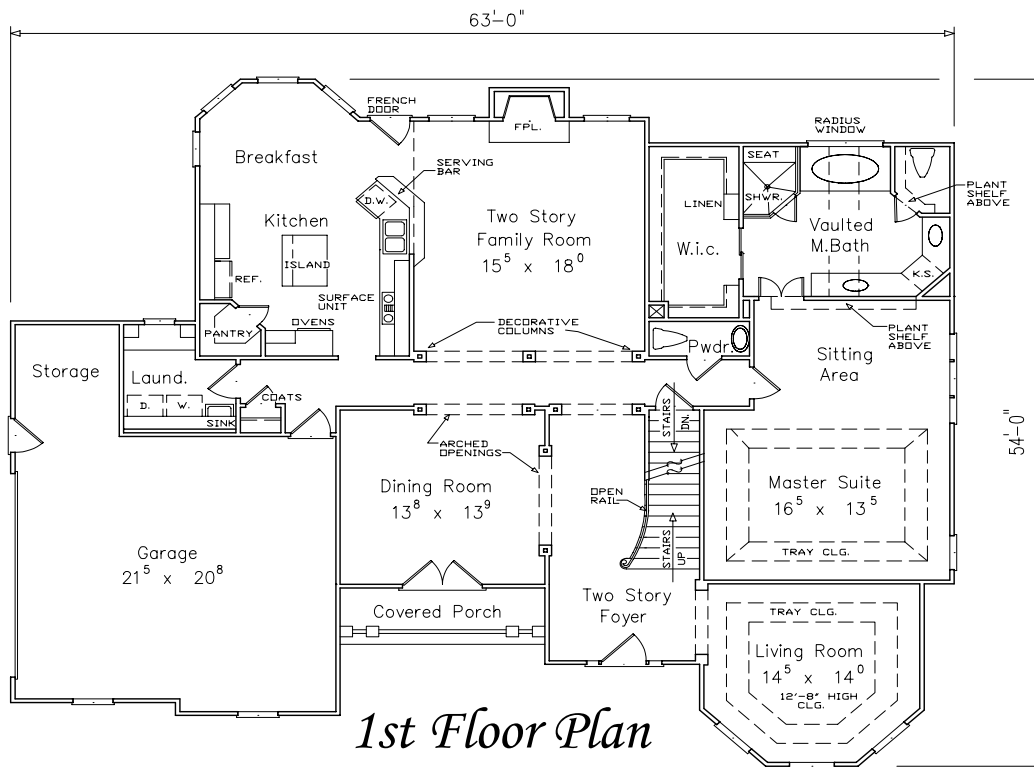 63'-0"
FRENCH
DOOR
FPL.
RADIUS
WINDOW
Breakfast
SERVING
BAR
SEAT
D.W.
SHWR.
LINEN
PLANT
SHELF
ABOVE
Kitchen
Two Story
Family Room
15⁵ x 18⁰
Vaulted
M.Bath
W.i.c.
ISLAND
REF.
K.S.
SURFACE
UNIT
PANTRY
OVENS
DECORATIVE
COLUMNS
Pwdr.
PLANT
SHELF
ABOVE
Storage
Laund.
Sitting
Area
COATS
D.
W.
SINK
STAIRS
DN.
ARCHED
OPENINGS
54'-0"
Dining Room
13⁸ x 13⁹
OPEN
RAIL
Master Suite
16⁵ x 13⁵
TRAY CLG.
Garage
21⁵ x 20⁸
STAIRS
UP
Covered Porch
Two Story
Foyer
TRAY CLG.
Living Room
14⁵ x 14⁰
12'-8" HIGH
CLG.
1st Floor Plan